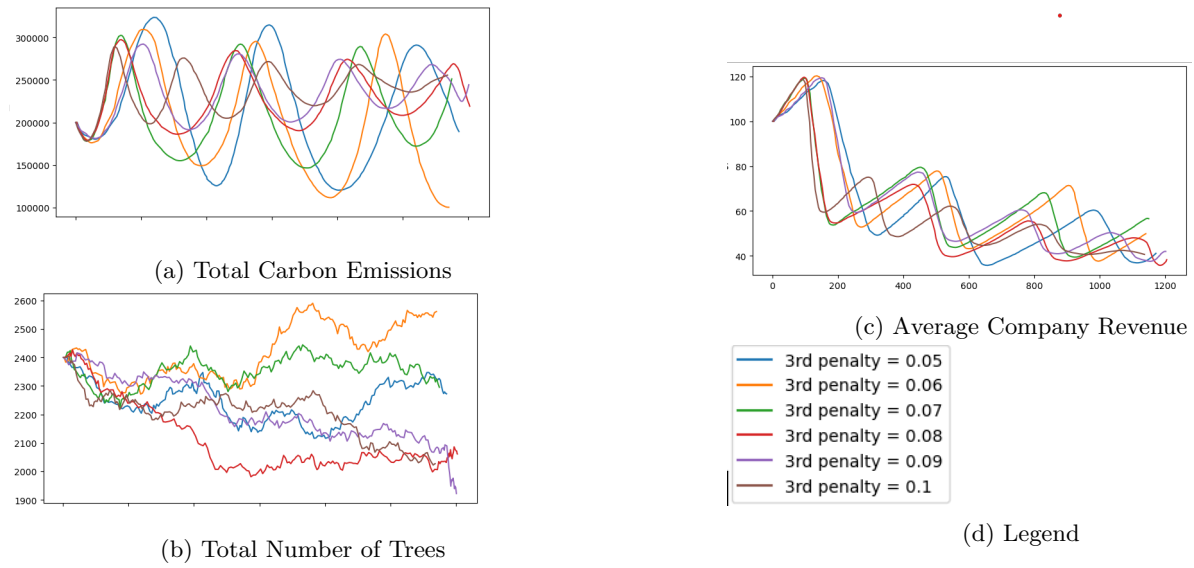 300000
250000
200000
150000
100000
(a) Total Carbon Emissions
2600
2500
2400
2300
2200
2100
2000
1900
(b) Total Number of Trees
120
100
80
60
40
0 200 400 600 800 1000 1200
(c) Average Company Revenue
3rd penalty = 0.05
3rd penalty = 0.06
3rd penalty = 0.07
3rd penalty = 0.08
3rd penalty = 0.09
3rd penalty = 0.1
(d) Legend